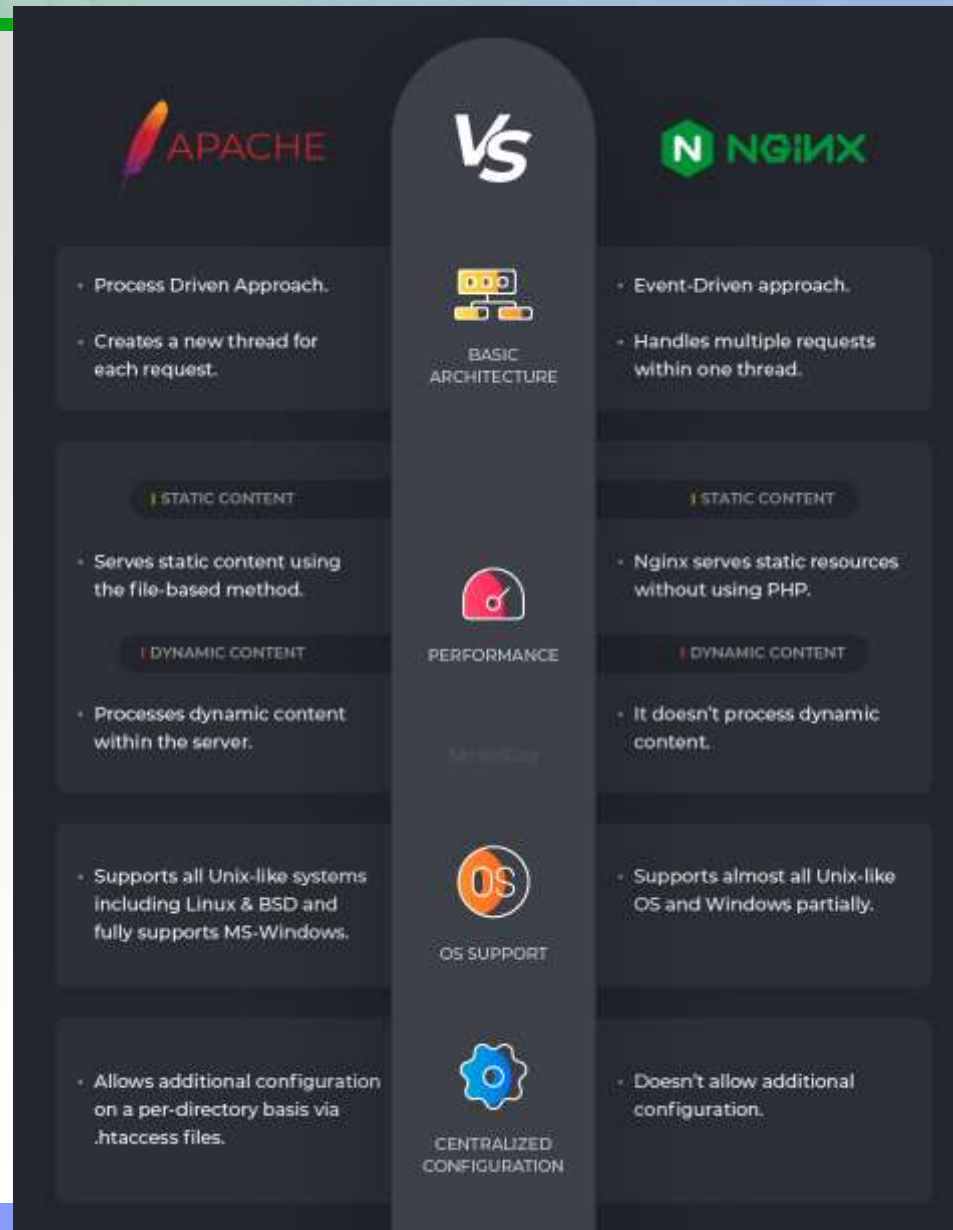 APACHE
VS
N NGINX
• Process Driven Approach.
• Creates a new thread for
each request.
BASIC
ARCHITECTURE
• Event-Driven approach.
• Handles multiple requests
within one thread.
STATIC CONTENT
• Serves static content using
the file-based method.
DYNAMIC CONTENT
• Processes dynamic content
within the server.
PERFORMANCE
STATIC CONTENT
• Nginx serves static resources
without using PHP.
DYNAMIC CONTENT
• It doesn't process dynamic
content.
• Supports all Unix-like systems
including Linux & BSD and
fully supports MS-Windows.
OS
OS SUPPORT
• Supports almost all Unix-like
OS and Windows partially.
• Allows additional configuration
on a per-directory basis via
.htaccess files.
CENTRALIZED
CONFIGURATION
• Doesn't allow additional
configuration.